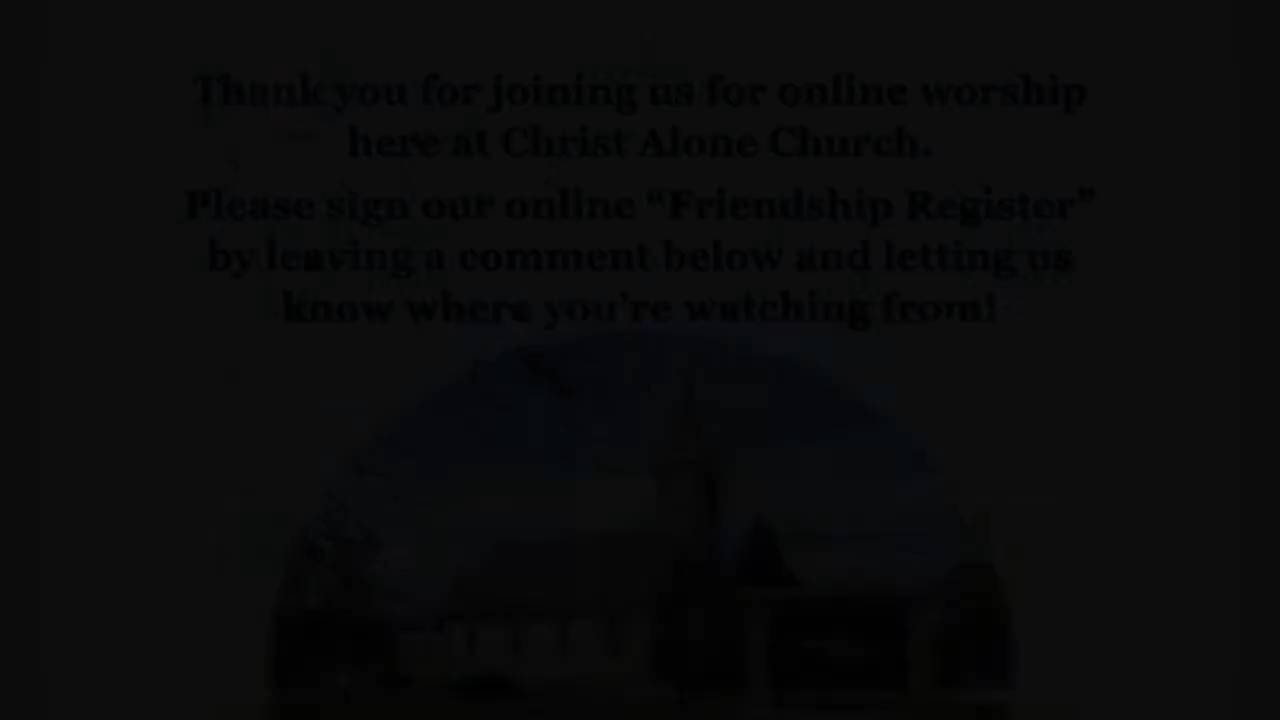 Thank you for joining us for online worship
here at Christ Alone Church.
Please sign our online “Friendship Register”
by leaving a comment below and letting us
know where you’re watching from!